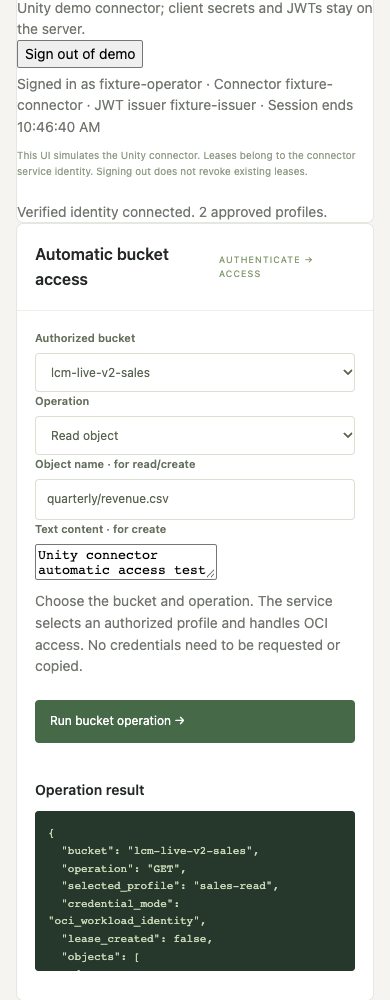 Unity demo connector; client secrets and JWTs stay on
the server.
Sign out of demo
Signed in as fixture-operator · Connector fixture-
connector · JWT issuer fixture-issuer · Session ends
10:46:40 AM
This UI simulates the Unity connector. Leases belong to the connector
service identity. Signing out does not revoke existing leases.
Verified identity connected. 2 approved profiles.
Automatic bucket
access
AUTHENTICATE →
ACCESS
Authorized bucket
lcm-live-v2-sales
Operation
Read object
Object name · for read/create
quarterly/revenue.csv
Text content · for create
Unity connector
automatic access test
Choose the bucket and operation. The service
selects an authorized profile and handles OCI
access. No credentials need to be requested or
copied.
Run bucket operation →
Operation result
{
"bucket": "lcm-live-v2-sales",
"operation": "GET",
"selected_profile": "sales-read",
"credential_mode":
"oci_workload_identity",
"lease_created": false,
"objects": [